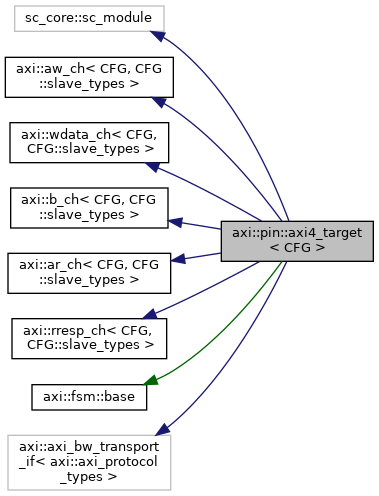 sc_core::sc_module
axi::aw_ch< CFG, CFG
::slave_types >
axi::wdata_ch< CFG,
CFG::slave_types >
axi::b_ch< CFG, CFG
::slave_types >
axi::pin::axi4_target
< CFG >
axi::ar_ch< CFG, CFG
::slave_types >
axi::rresp_ch< CFG,
CFG::slave_types >
axi::fsm::base
axi::axi_bw_transport
_if< axi::axi_protocol
_types >